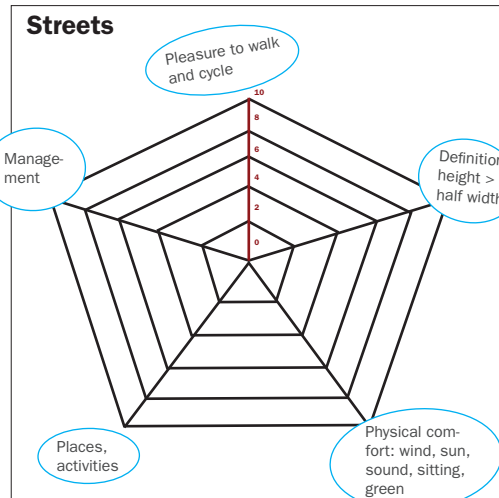 Streets
Pleasure to walk
and cycle
10
8
6
4
2
0
Manage-
ment
Definition
height >
half width
Places,
activities
Physical com-
fort: wind, sun,
sound, sitting,
green